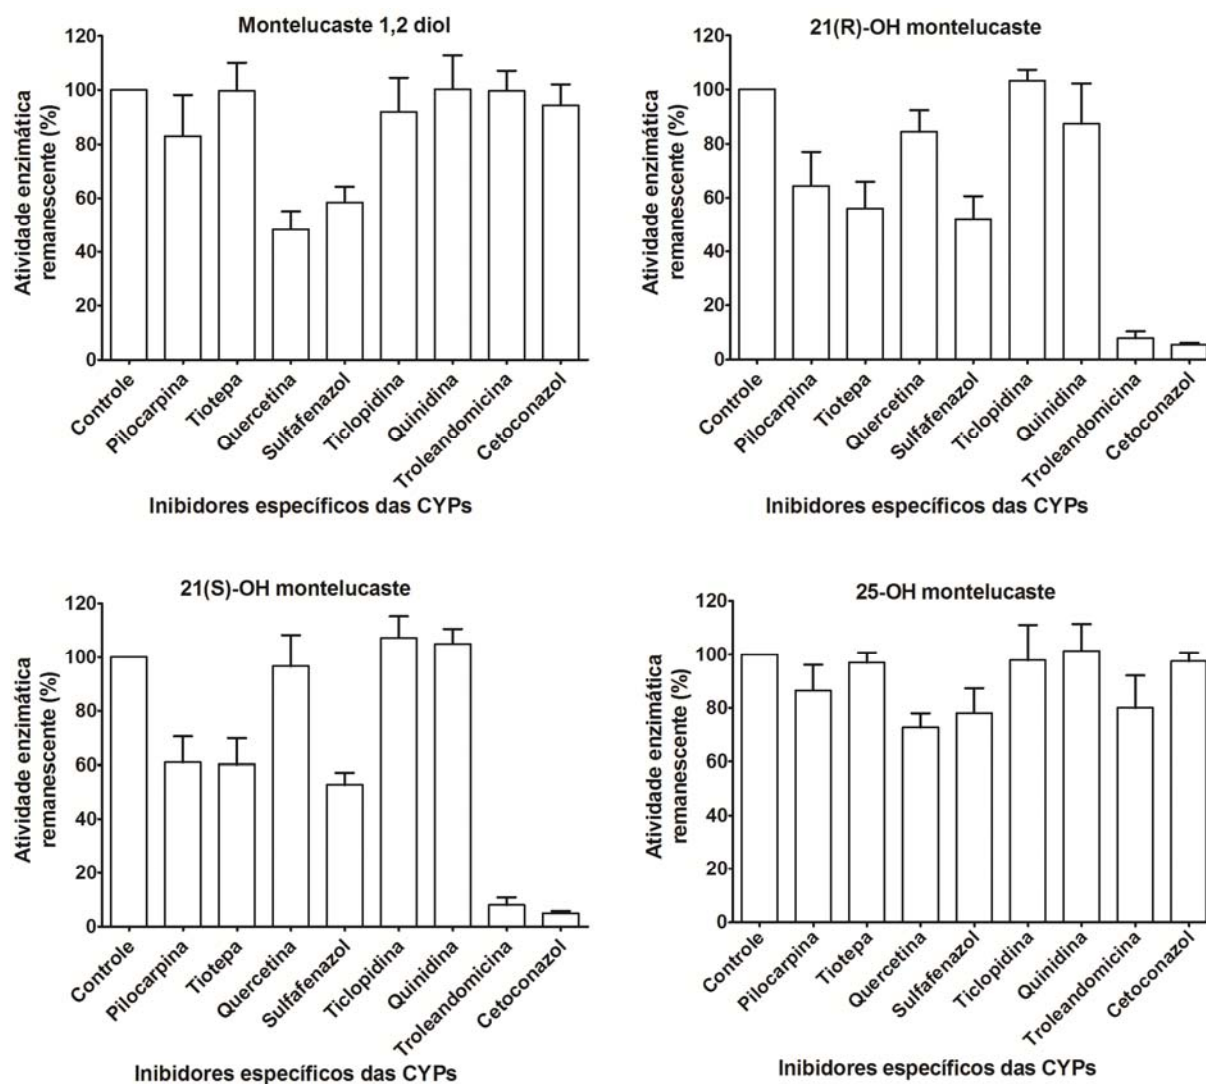 Montelucaste 1,2 diol
Atividade enzimática
remanescente (%)
120
100
80
60
40
20
0
Controle
Pilocarpina
Tiotepa
Quercetina
Sulfafenazol
Ticlopidina
Quinidina
Troleandomicina
Cetoconazol
Inibidores específicos das CYPs
21(R)-OH montelucaste
Atividade enzimática
remanescente (%)
120
100
80
60
40
20
0
Controle
Pilocarpina
Tiotepa
Quercetina
Sulfafenazol
Ticlopidina
Quinidina
Troleandomicina
Cetoconazol
Inibidores específicos das CYPs
21(S)-OH montelucaste
Atividade enzimática
remanescente (%)
120
100
80
60
40
20
0
Controle
Pilocarpina
Tiotepa
Quercetina
Sulfafenazol
Ticlopidina
Quinidina
Troleandomicina
Cetoconazol
Inibidores específicos das CYPs
25-OH montelucaste
Atividade enzimática
remanescente (%)
120
100
80
60
40
20
0
Controle
Pilocarpina
Tiotepa
Quercetina
Sulfafenazol
Ticlopidina
Quinidina
Troleandomicina
Cetoconazol
Inibidores específicos das CYPs